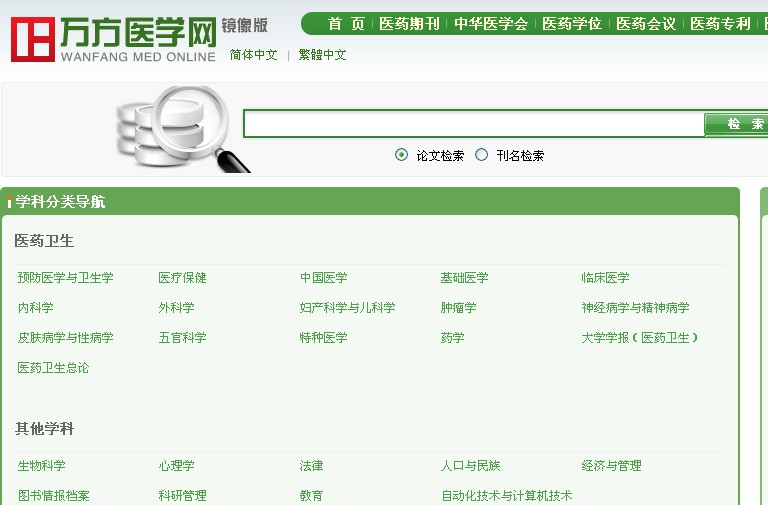 万方医学网 镜像版
WANFANG MED ONLINE
首 页 医药期刊 中华医学会 医药学位 医药会议 医药专利
简体中文 | 繁體中文
检 索
论文检索 刊名检索
学科分类导航
医药卫生
预防医学与卫生学 医疗保健 中国医学 基础医学 临床医学
内科学 外科学 妇产科学与儿科学 肿瘤学 神经病学与精神病学
皮肤病学与性病学 五官科学 特种医学 药学 大学学报(医药卫生)
医药卫生总论
其他学科
生物科学 心理学 法律 人口与民族 经济与管理
图书情报档案 科研管理 教育 自动化技术与计算机技术